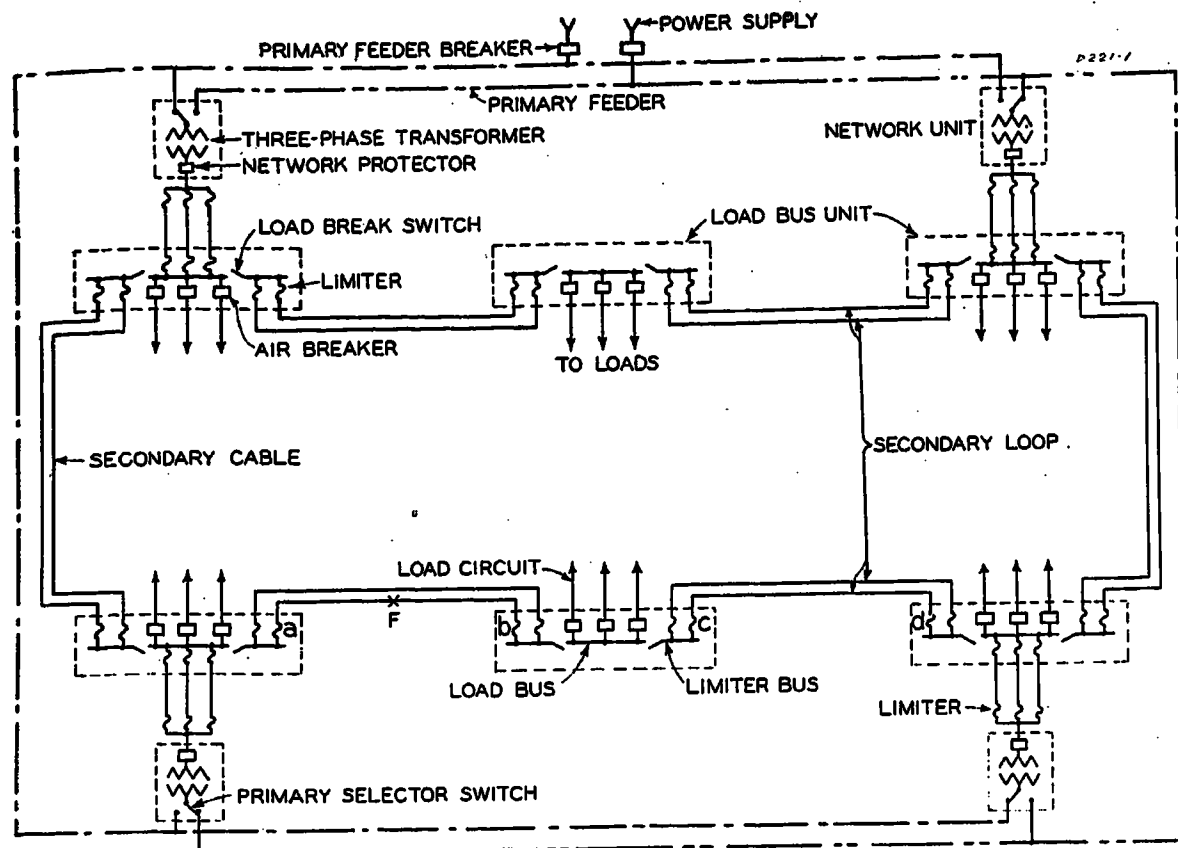 POWER SUPPLY
PRIMARY FEEDER BREAKER
D221-1
PRIMARY FEEDER
THREE-PHASE TRANSFORMER
NETWORK UNIT
NETWORK PROTECTOR
LOAD BREAK SWITCH
LOAD BUS UNIT
LIMITER
AIR BREAKER
TO LOADS
SECONDARY CABLE
SECONDARY LOOP.
LOAD CIRCUIT
F
a
b
c
d
LOAD BUS
LIMITER BUS
LIMITER
PRIMARY SELECTOR SWITCH